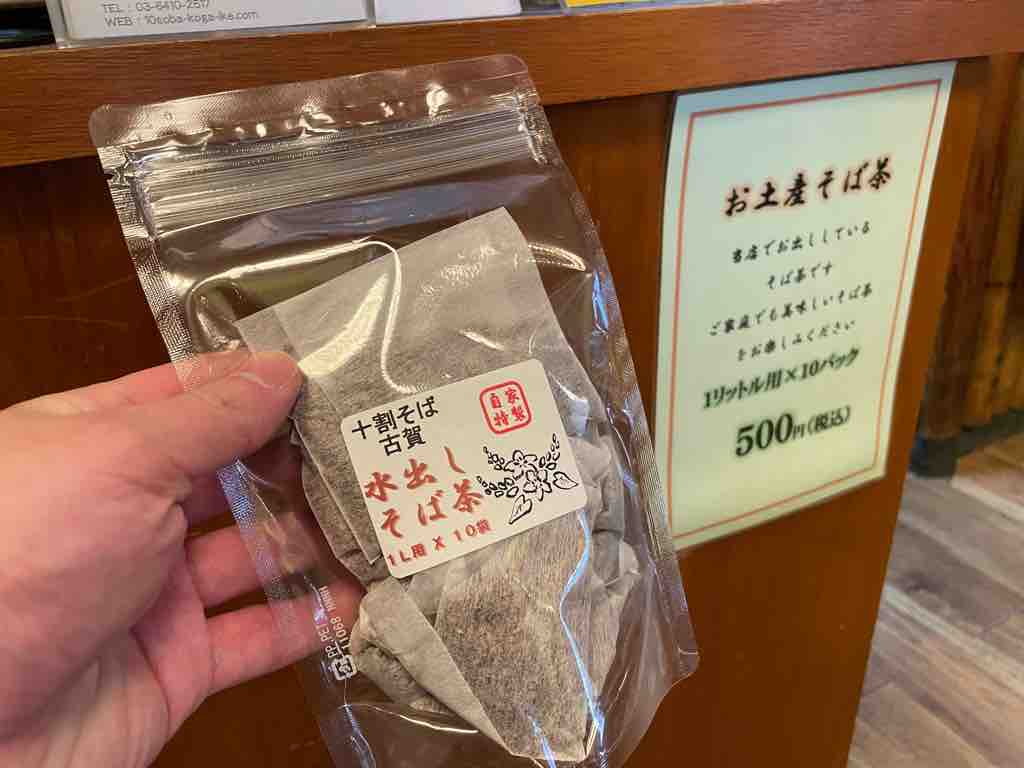 TEL : 03-6410-2517
WEB : 10soba-koga-ike.com
お土産そば茶
当店でお出ししている
そば茶です
ご家庭でも美味しいそば茶
をお楽しみください
1リットル用×10パック
500円(税込)
十割そば
古賀
自家
特製
水出し
そば茶
1L用 X 10袋